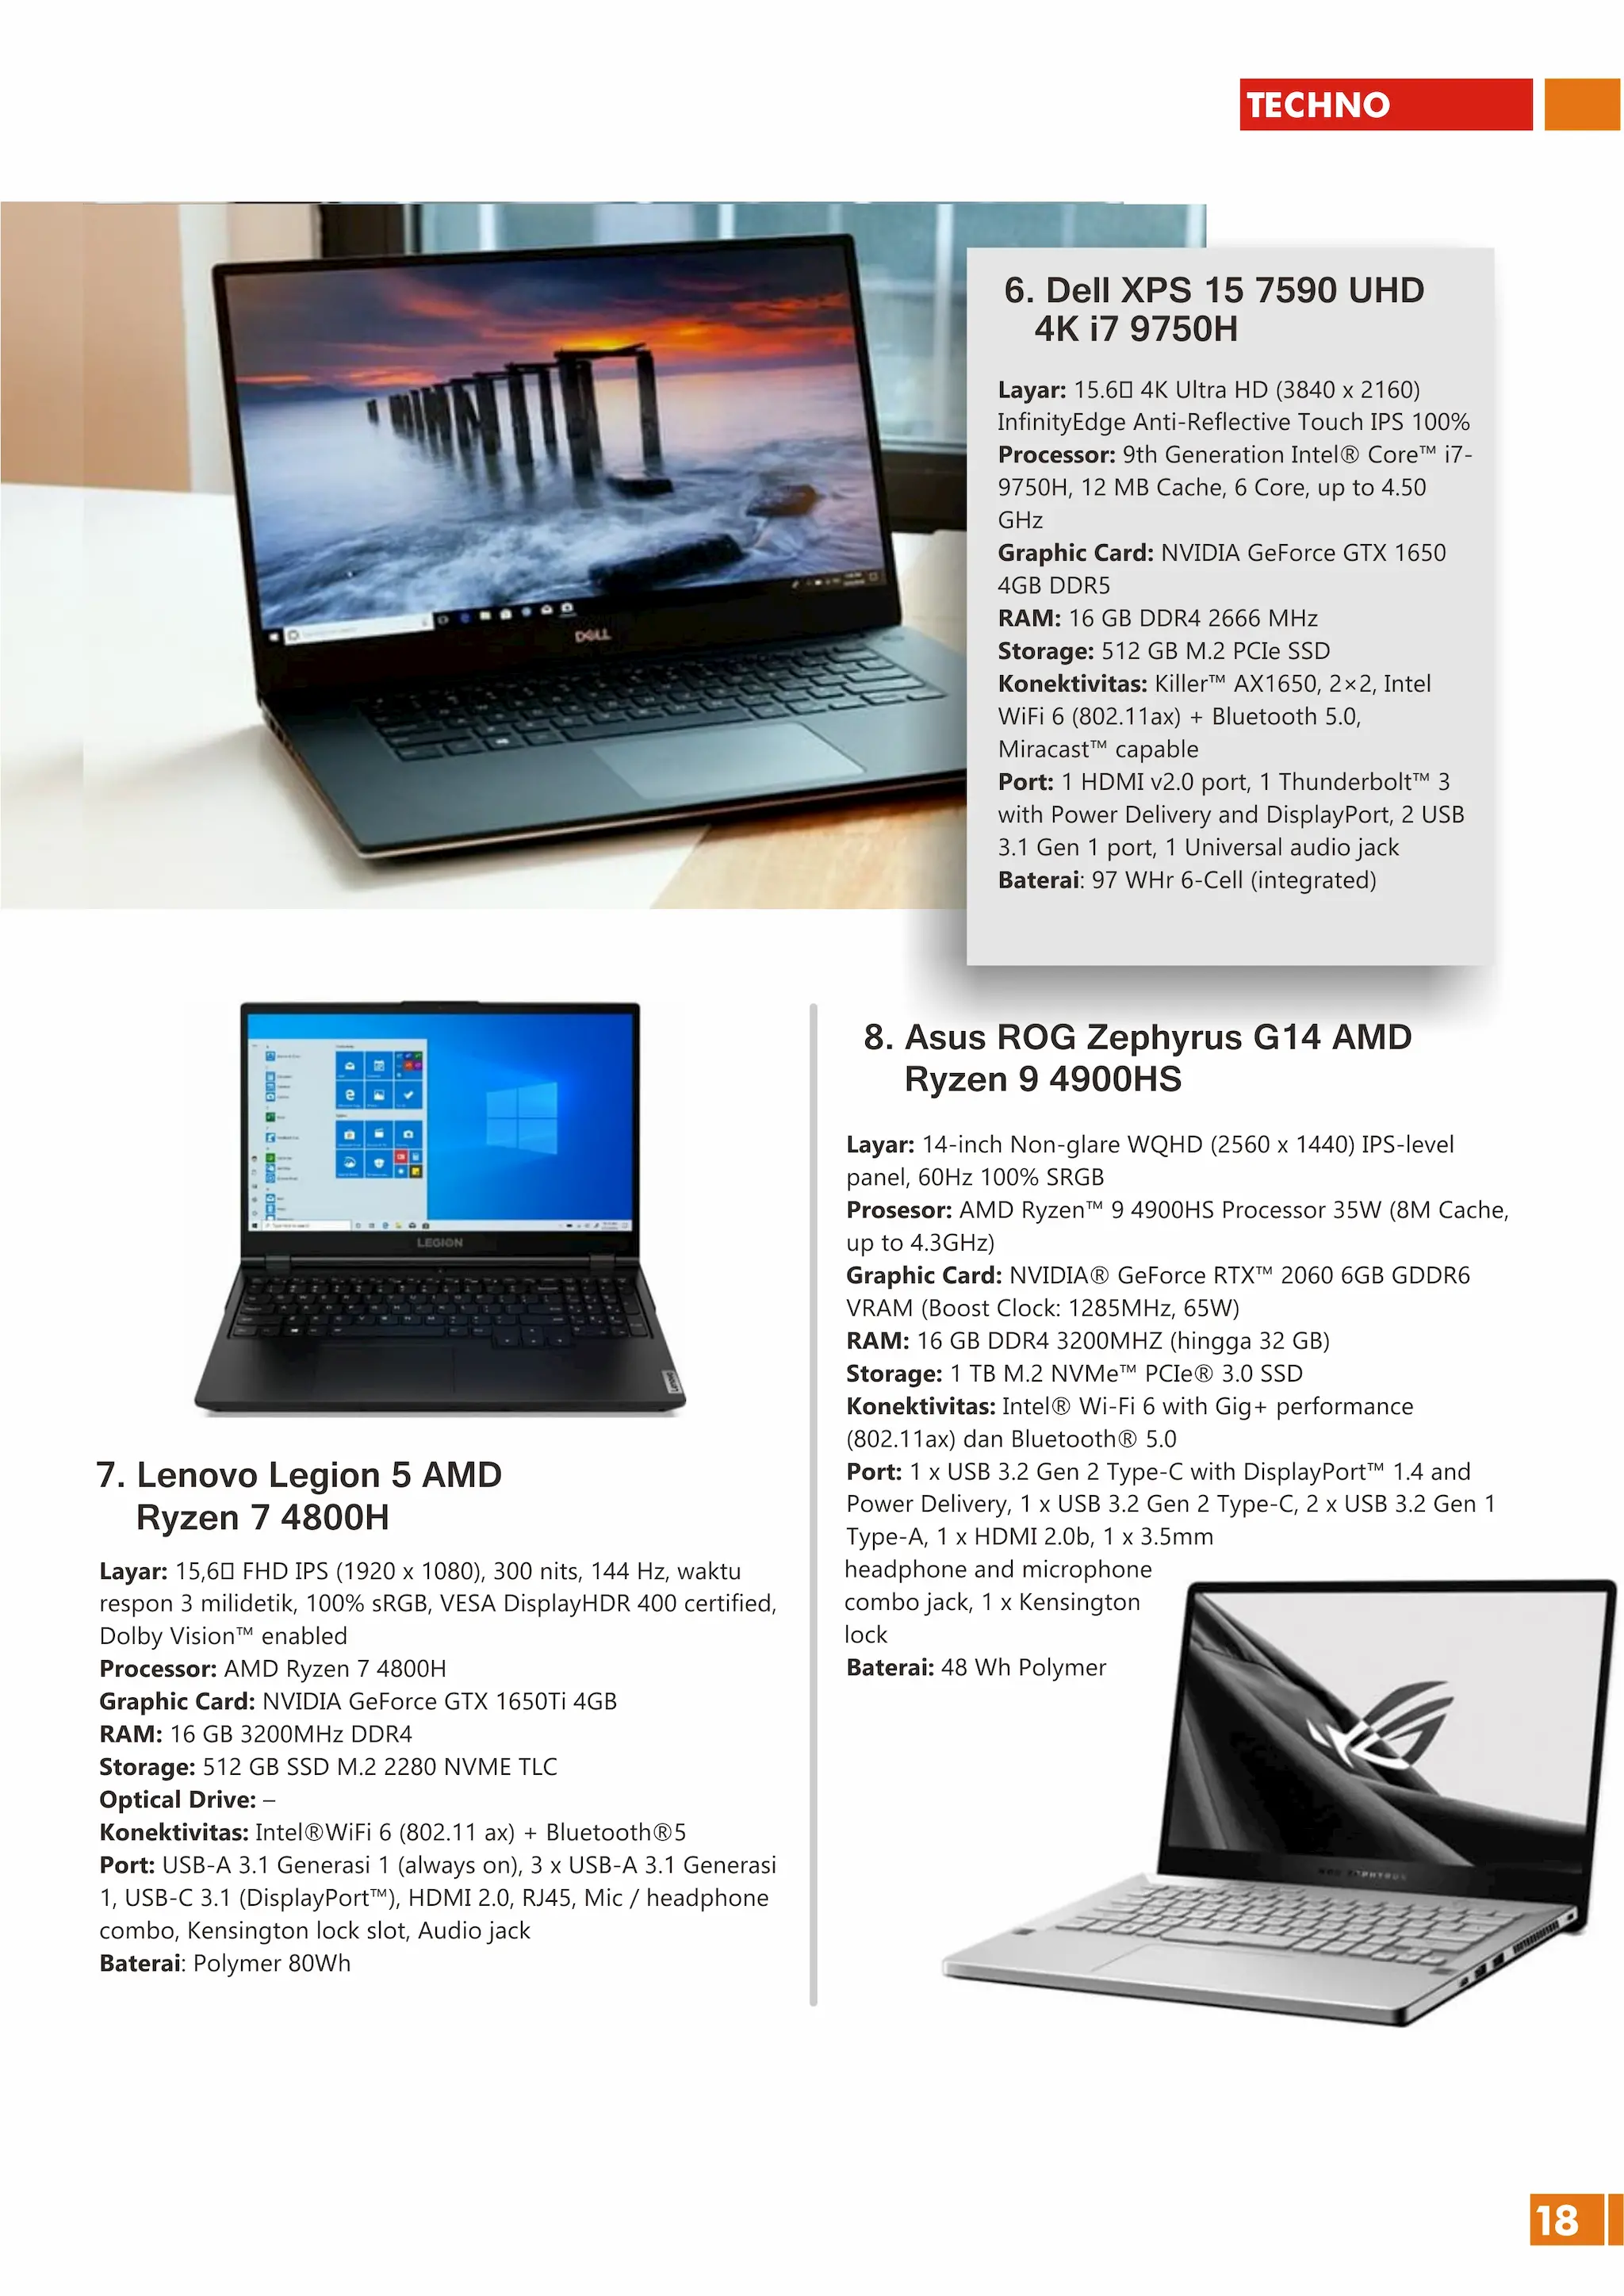 TECHNO
6. Dell XPS 15 7590 UHD
4K i7 9750H
Layar: 15.6□ 4K Ultra HD (3840 x 2160)
InfinityEdge Anti-Reflective Touch IPS 100%
Processor: 9th Generation Intel® Core™ i7-
9750H, 12 MB Cache, 6 Core, up to 4.50
GHz
Graphic Card: NVIDIA GeForce GTX 1650
4GB DDR5
RAM: 16 GB DDR4 2666 MHz
Storage: 512 GB M.2 PCIe SSD
Konektivitas: Killer™ AX1650, 2×2, Intel
WiFi 6 (802.11ax) + Bluetooth 5.0,
Miracast™ capable
Port: 1 HDMI v2.0 port, 1 Thunderbolt™ 3
with Power Delivery and DisplayPort, 2 USB
3.1 Gen 1 port, 1 Universal audio jack
Baterai: 97 WHr 6-Cell (integrated)
DELL
LEGION
7. Lenovo Legion 5 AMD
Ryzen 7 4800H
Layar: 15,6□ FHD IPS (1920 x 1080), 300 nits, 144 Hz, waktu
respon 3 milidetik, 100% sRGB, VESA DisplayHDR 400 certified,
Dolby Vision™ enabled
Processor: AMD Ryzen 7 4800H
Graphic Card: NVIDIA GeForce GTX 1650Ti 4GB
RAM: 16 GB 3200MHz DDR4
Storage: 512 GB SSD M.2 2280 NVME TLC
Optical Drive: –
Konektivitas: Intel®WiFi 6 (802.11 ax) + Bluetooth®5
Port: USB-A 3.1 Generasi 1 (always on), 3 x USB-A 3.1 Generasi
1, USB-C 3.1 (DisplayPort™), HDMI 2.0, RJ45, Mic / headphone
combo, Kensington lock slot, Audio jack
Baterai: Polymer 80Wh
8. Asus ROG Zephyrus G14 AMD
Ryzen 9 4900HS
Layar: 14-inch Non-glare WQHD (2560 x 1440) IPS-level
panel, 60Hz 100% SRGB
Prosesor: AMD Ryzen™ 9 4900HS Processor 35W (8M Cache,
up to 4.3GHz)
Graphic Card: NVIDIA® GeForce RTX™ 2060 6GB GDDR6
VRAM (Boost Clock: 1285MHz, 65W)
RAM: 16 GB DDR4 3200MHZ (hingga 32 GB)
Storage: 1 TB M.2 NVMe™ PCIe® 3.0 SSD
Konektivitas: Intel® Wi-Fi 6 with Gig+ performance
(802.11ax) dan Bluetooth® 5.0
Port: 1 x USB 3.2 Gen 2 Type-C with DisplayPort™ 1.4 and
Power Delivery, 1 x USB 3.2 Gen 2 Type-C, 2 x USB 3.2 Gen 1
Type-A, 1 x HDMI 2.0b, 1 x 3.5mm
headphone and microphone
combo jack, 1 x Kensington
lock
Baterai: 48 Wh Polymer
18